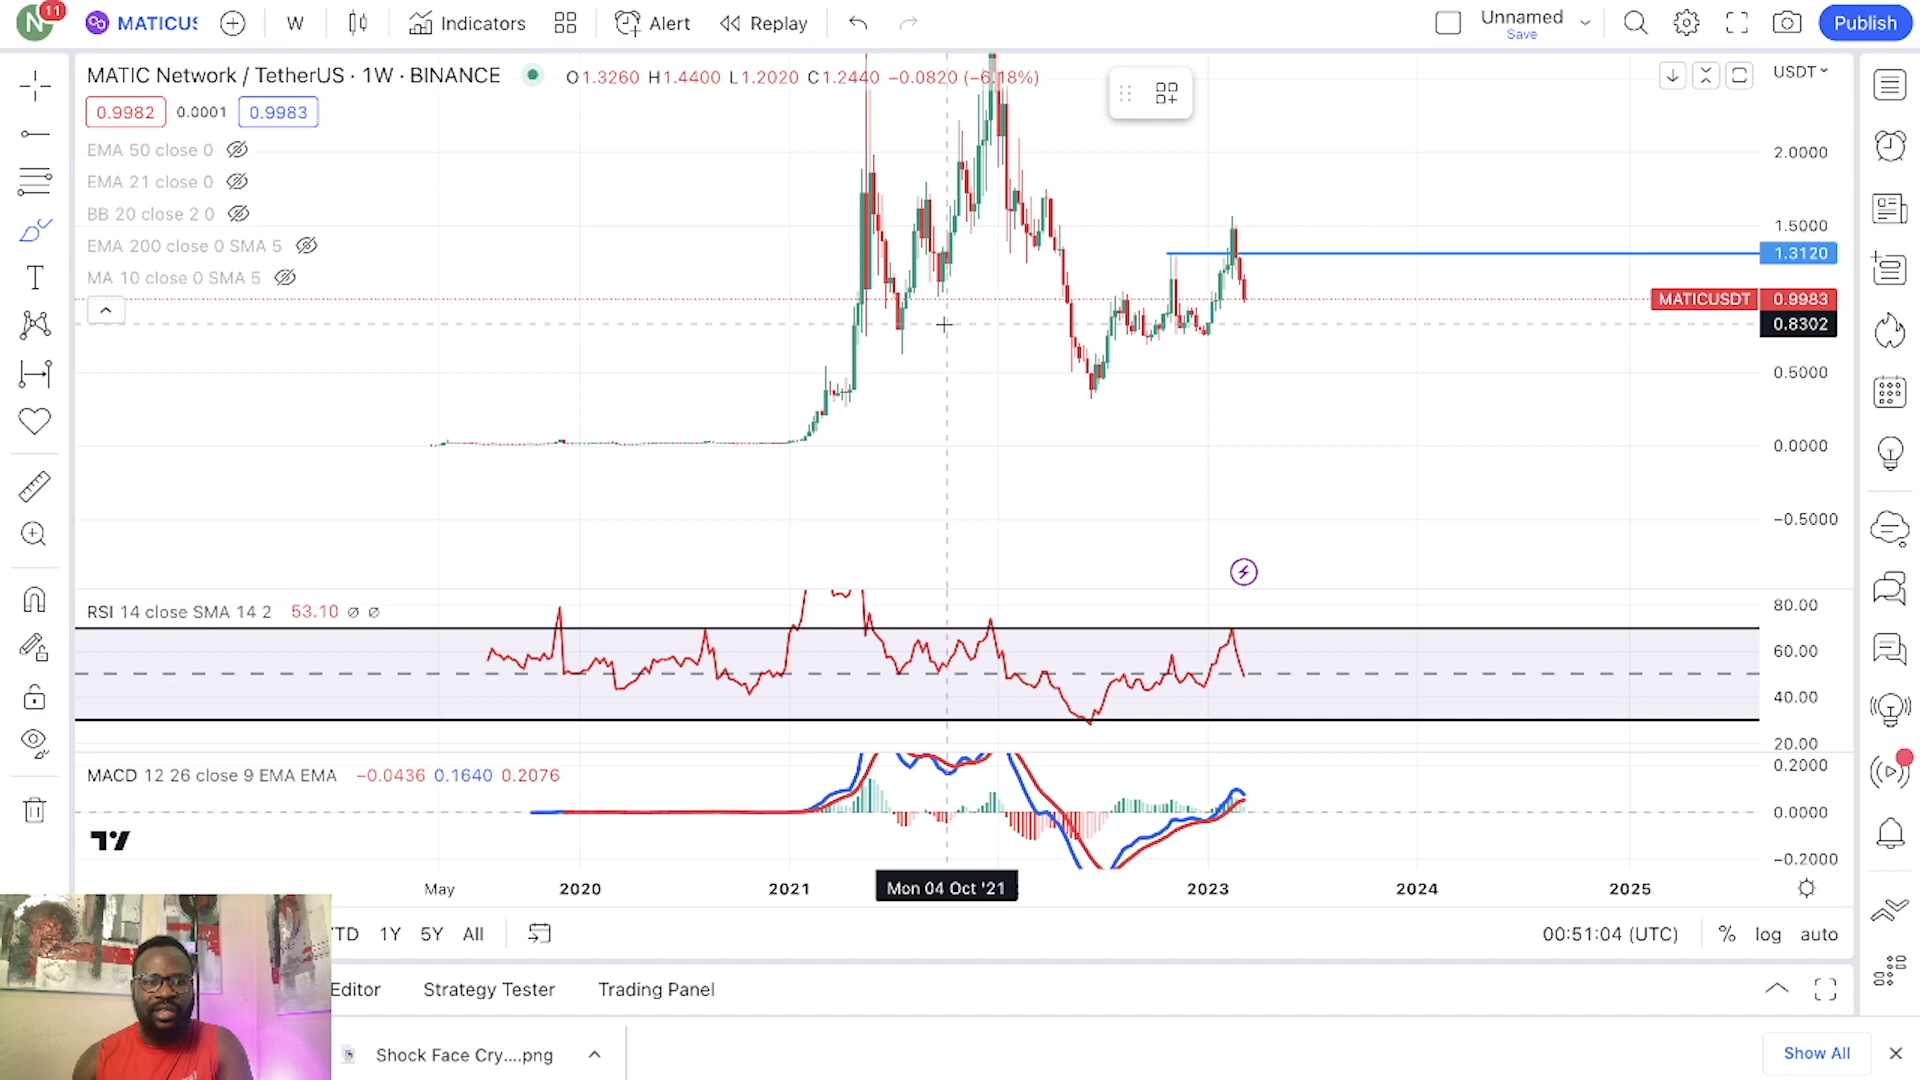 N 11 MATICUS W Indicators Alert Replay Unnamed Save Publish
MATIC Network / TetherUS · 1W · BINANCE O1.3260 H1.4400 L1.2020 C1.2440 −0.0820 (−6.18%) USDT
0.9982 0.0001 0.9983
EMA 50 close 0
EMA 21 close 0
BB 20 close 2 0
EMA 200 close 0 SMA 5
MA 10 close 0 SMA 5
2.0000
1.5000
1.3120
MATICUSDT 0.9983
0.8302
0.5000
0.0000
−0.5000
RSI 14 close SMA 14 2 53.10 ∅ ∅
80.00
60.00
40.00
20.00
MACD 12 26 close 9 EMA EMA −0.0436 0.1640 0.2076
0.2000
0.0000
−0.2000
May 2020 2021 Mon 04 Oct '21 2023 2024 2025
YTD 1Y 5Y All 00:51:04 (UTC) % log auto
Editor Strategy Tester Trading Panel
Shock Face Cry....png Show All